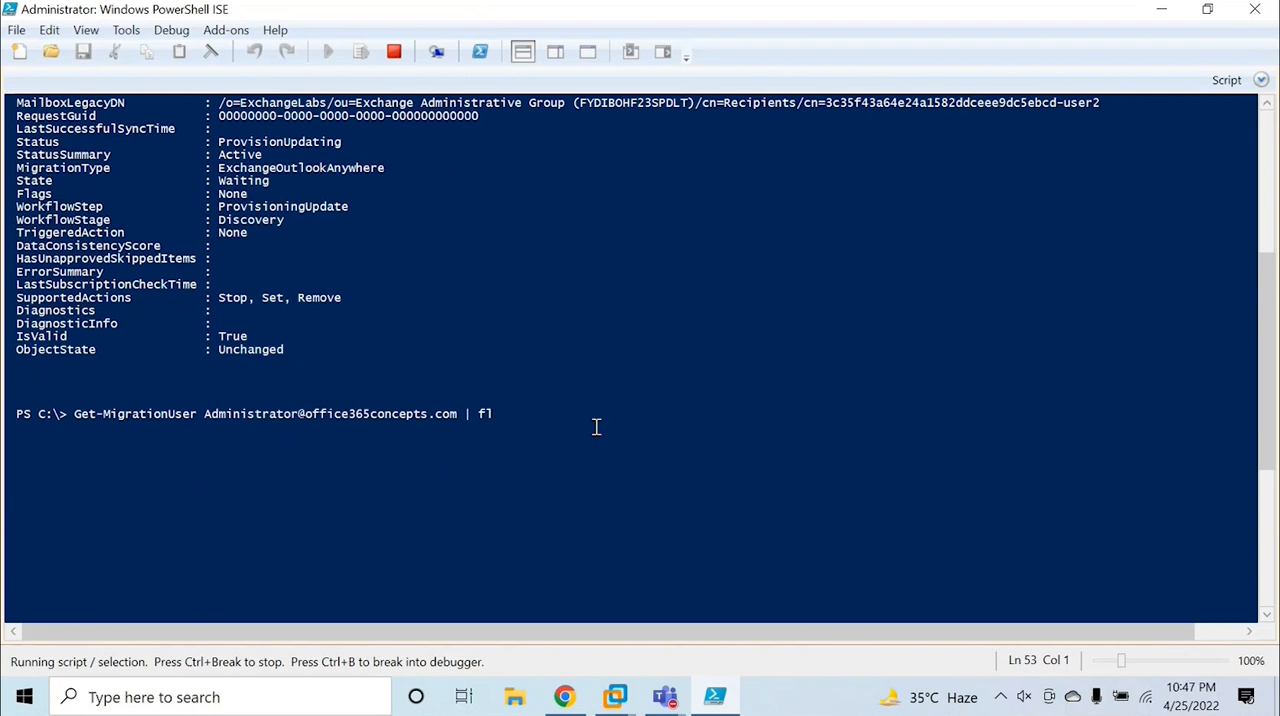 Administrator: Windows PowerShell ISE
File Edit View Tools Debug Add-ons Help
Script
MailboxLegacyDN : /o=ExchangeLabs/ou=Exchange Administrative Group (FYDIBOHF23SPDLT)/cn=Recipients/cn=3c35f43a64e24a1582ddceee9dc5ebcd-user2
RequestGuid : 00000000-0000-0000-0000-000000000000
LastSuccessfulSyncTime :
Status : ProvisionUpdating
StatusSummary : Active
MigrationType : ExchangeOutlookAnywhere
State : Waiting
Flags : None
WorkflowStep : ProvisioningUpdate
WorkflowStage : Discovery
TriggeredAction : None
DataConsistencyScore :
HasUnapprovedSkippedItems :
ErrorSummary :
LastSubscriptionCheckTime :
SupportedActions : Stop, Set, Remove
Diagnostics :
DiagnosticInfo :
IsValid : True
ObjectState : Unchanged
PS C:\> Get-MigrationUser Administrator@office365concepts.com | fl
Running script / selection. Press Ctrl+Break to stop. Press Ctrl+B to break into debugger. Ln 53 Col 1 100%
Type here to search 35°C Haze 10:47 PM
4/25/2022